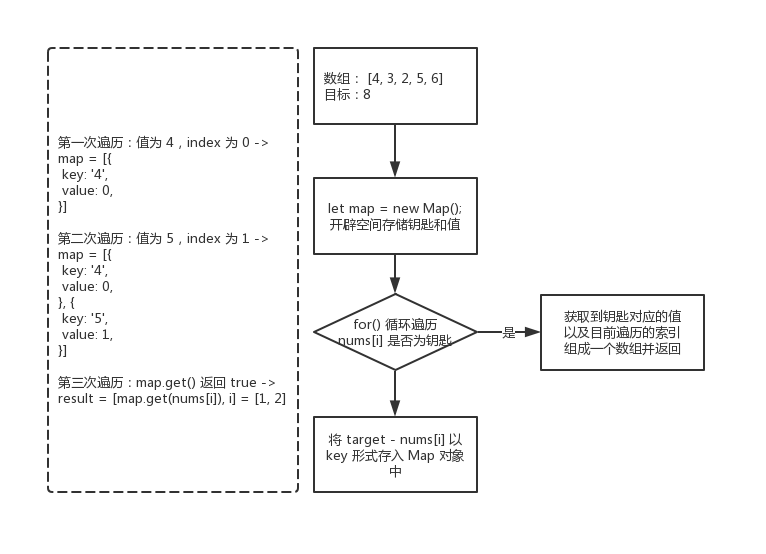 第一次遍历：值为 4，index 为 0 ->
map = [{
key: '4',
value: 0,
}]
第二次遍历：值为 5，index 为 1 ->
map = [{
key: '4',
value: 0,
}, {
key: '5',
value: 1,
}]
第三次遍历：map.get() 返回 true ->
result = [map.get(nums[i]), i] = [1, 2]
数组： [4, 3, 2, 5, 6]
目标：8
let map = new Map();
开辟空间存储钥匙和值
for() 循环遍历
nums[i] 是否为钥匙
是
获取到钥匙对应的值
以及目前遍历的索引
组成一个数组并返回
将 target - nums[i] 以
key 形式存入 Map 对象
中